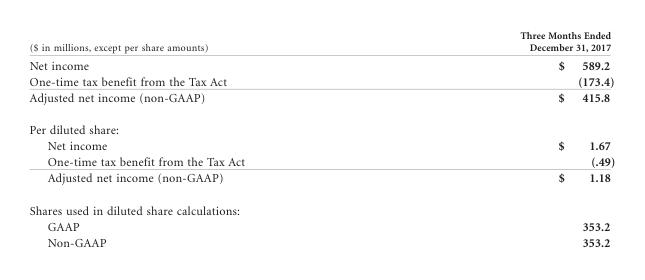 Three Months Ended
($ in millions, except per share amounts) December 31, 2017
Net income $ 589.2
One-time tax benefit from the Tax Act (173.4)
Adjusted net income (non-GAAP) $ 415.8
Per diluted share:
Net income $ 1.67
One-time tax benefit from the Tax Act (.49)
Adjusted net income (non-GAAP) $ 1.18
Shares used in diluted share calculations:
GAAP 353.2
Non-GAAP 353.2